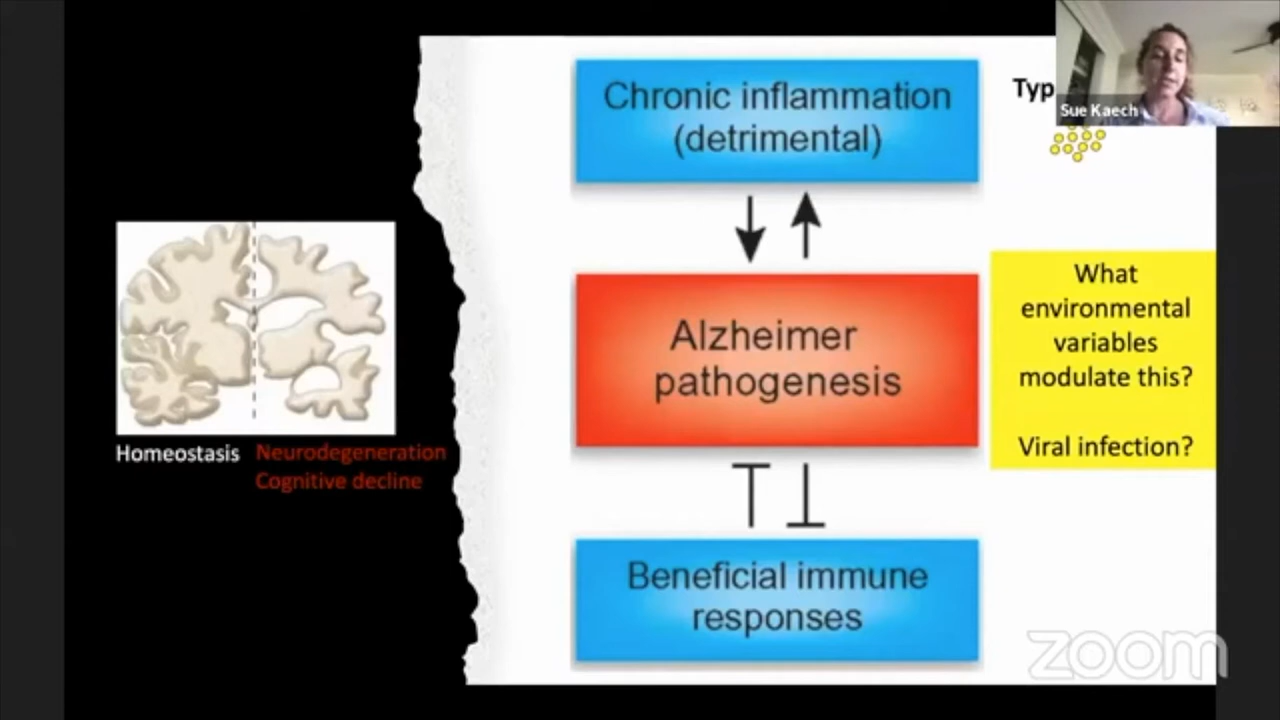 Chronic inflammation
(detrimental)
Sue Kaech
Alzheimer
pathogenesis
What
environmental
variables
modulate this?
Viral infection?
Homeostasis
Neurodegeneration
Cognitive decline
Beneficial immune
responses
zoom